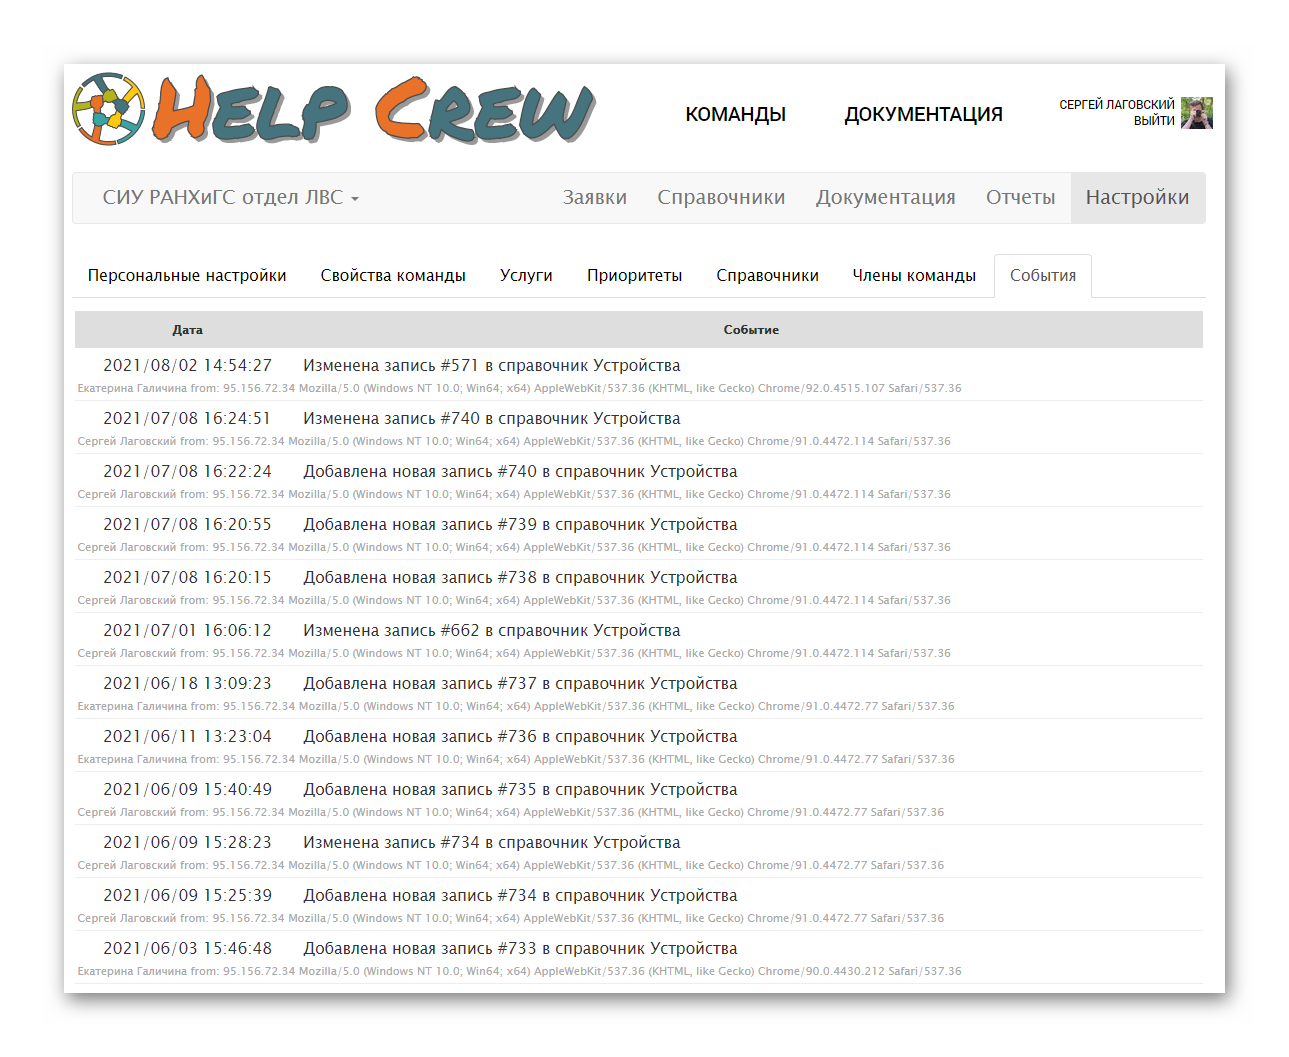 HELP CREW
КОМАНДЫ ДОКУМЕНТАЦИЯ
СЕРГЕЙ ЛАГОВСКИЙ
ВЫЙТИ
СИУ РАНХиГС отдел ЛВС Заявки Справочники Документация Отчеты Настройки
Персональные настройки Свойства команды Услуги Приоритеты Справочники Члены команды События
Дата Событие
2021/08/02 14:54:27 Изменена запись #571 в справочник Устройства
Екатерина Галичина from: 95.156.72.34 Mozilla/5.0 (Windows NT 10.0; Win64; x64) AppleWebKit/537.36 (KHTML, like Gecko) Chrome/92.0.4515.107 Safari/537.36
2021/07/08 16:24:51 Изменена запись #740 в справочник Устройства
Сергей Лаговский from: 95.156.72.34 Mozilla/5.0 (Windows NT 10.0; Win64; x64) AppleWebKit/537.36 (KHTML, like Gecko) Chrome/91.0.4472.114 Safari/537.36
2021/07/08 16:22:24 Добавлена новая запись #740 в справочник Устройства
Сергей Лаговский from: 95.156.72.34 Mozilla/5.0 (Windows NT 10.0; Win64; x64) AppleWebKit/537.36 (KHTML, like Gecko) Chrome/91.0.4472.114 Safari/537.36
2021/07/08 16:20:55 Добавлена новая запись #739 в справочник Устройства
Сергей Лаговский from: 95.156.72.34 Mozilla/5.0 (Windows NT 10.0; Win64; x64) AppleWebKit/537.36 (KHTML, like Gecko) Chrome/91.0.4472.114 Safari/537.36
2021/07/08 16:20:15 Добавлена новая запись #738 в справочник Устройства
Сергей Лаговский from: 95.156.72.34 Mozilla/5.0 (Windows NT 10.0; Win64; x64) AppleWebKit/537.36 (KHTML, like Gecko) Chrome/91.0.4472.114 Safari/537.36
2021/07/01 16:06:12 Изменена запись #662 в справочник Устройства
Сергей Лаговский from: 95.156.72.34 Mozilla/5.0 (Windows NT 10.0; Win64; x64) AppleWebKit/537.36 (KHTML, like Gecko) Chrome/91.0.4472.114 Safari/537.36
2021/06/18 13:09:23 Добавлена новая запись #737 в справочник Устройства
Екатерина Галичина from: 95.156.72.34 Mozilla/5.0 (Windows NT 10.0; Win64; x64) AppleWebKit/537.36 (KHTML, like Gecko) Chrome/91.0.4472.77 Safari/537.36
2021/06/11 13:23:04 Добавлена новая запись #736 в справочник Устройства
Екатерина Галичина from: 95.156.72.34 Mozilla/5.0 (Windows NT 10.0; Win64; x64) AppleWebKit/537.36 (KHTML, like Gecko) Chrome/91.0.4472.77 Safari/537.36
2021/06/09 15:40:49 Добавлена новая запись #735 в справочник Устройства
Сергей Лаговский from: 95.156.72.34 Mozilla/5.0 (Windows NT 10.0; Win64; x64) AppleWebKit/537.36 (KHTML, like Gecko) Chrome/91.0.4472.77 Safari/537.36
2021/06/09 15:28:23 Изменена запись #734 в справочник Устройства
Сергей Лаговский from: 95.156.72.34 Mozilla/5.0 (Windows NT 10.0; Win64; x64) AppleWebKit/537.36 (KHTML, like Gecko) Chrome/91.0.4472.77 Safari/537.36
2021/06/09 15:25:39 Добавлена новая запись #734 в справочник Устройства
Сергей Лаговский from: 95.156.72.34 Mozilla/5.0 (Windows NT 10.0; Win64; x64) AppleWebKit/537.36 (KHTML, like Gecko) Chrome/91.0.4472.77 Safari/537.36
2021/06/03 15:46:48 Добавлена новая запись #733 в справочник Устройства
Екатерина Галичина from: 95.156.72.34 Mozilla/5.0 (Windows NT 10.0; Win64; x64) AppleWebKit/537.36 (KHTML, like Gecko) Chrome/90.0.4430.212 Safari/537.36